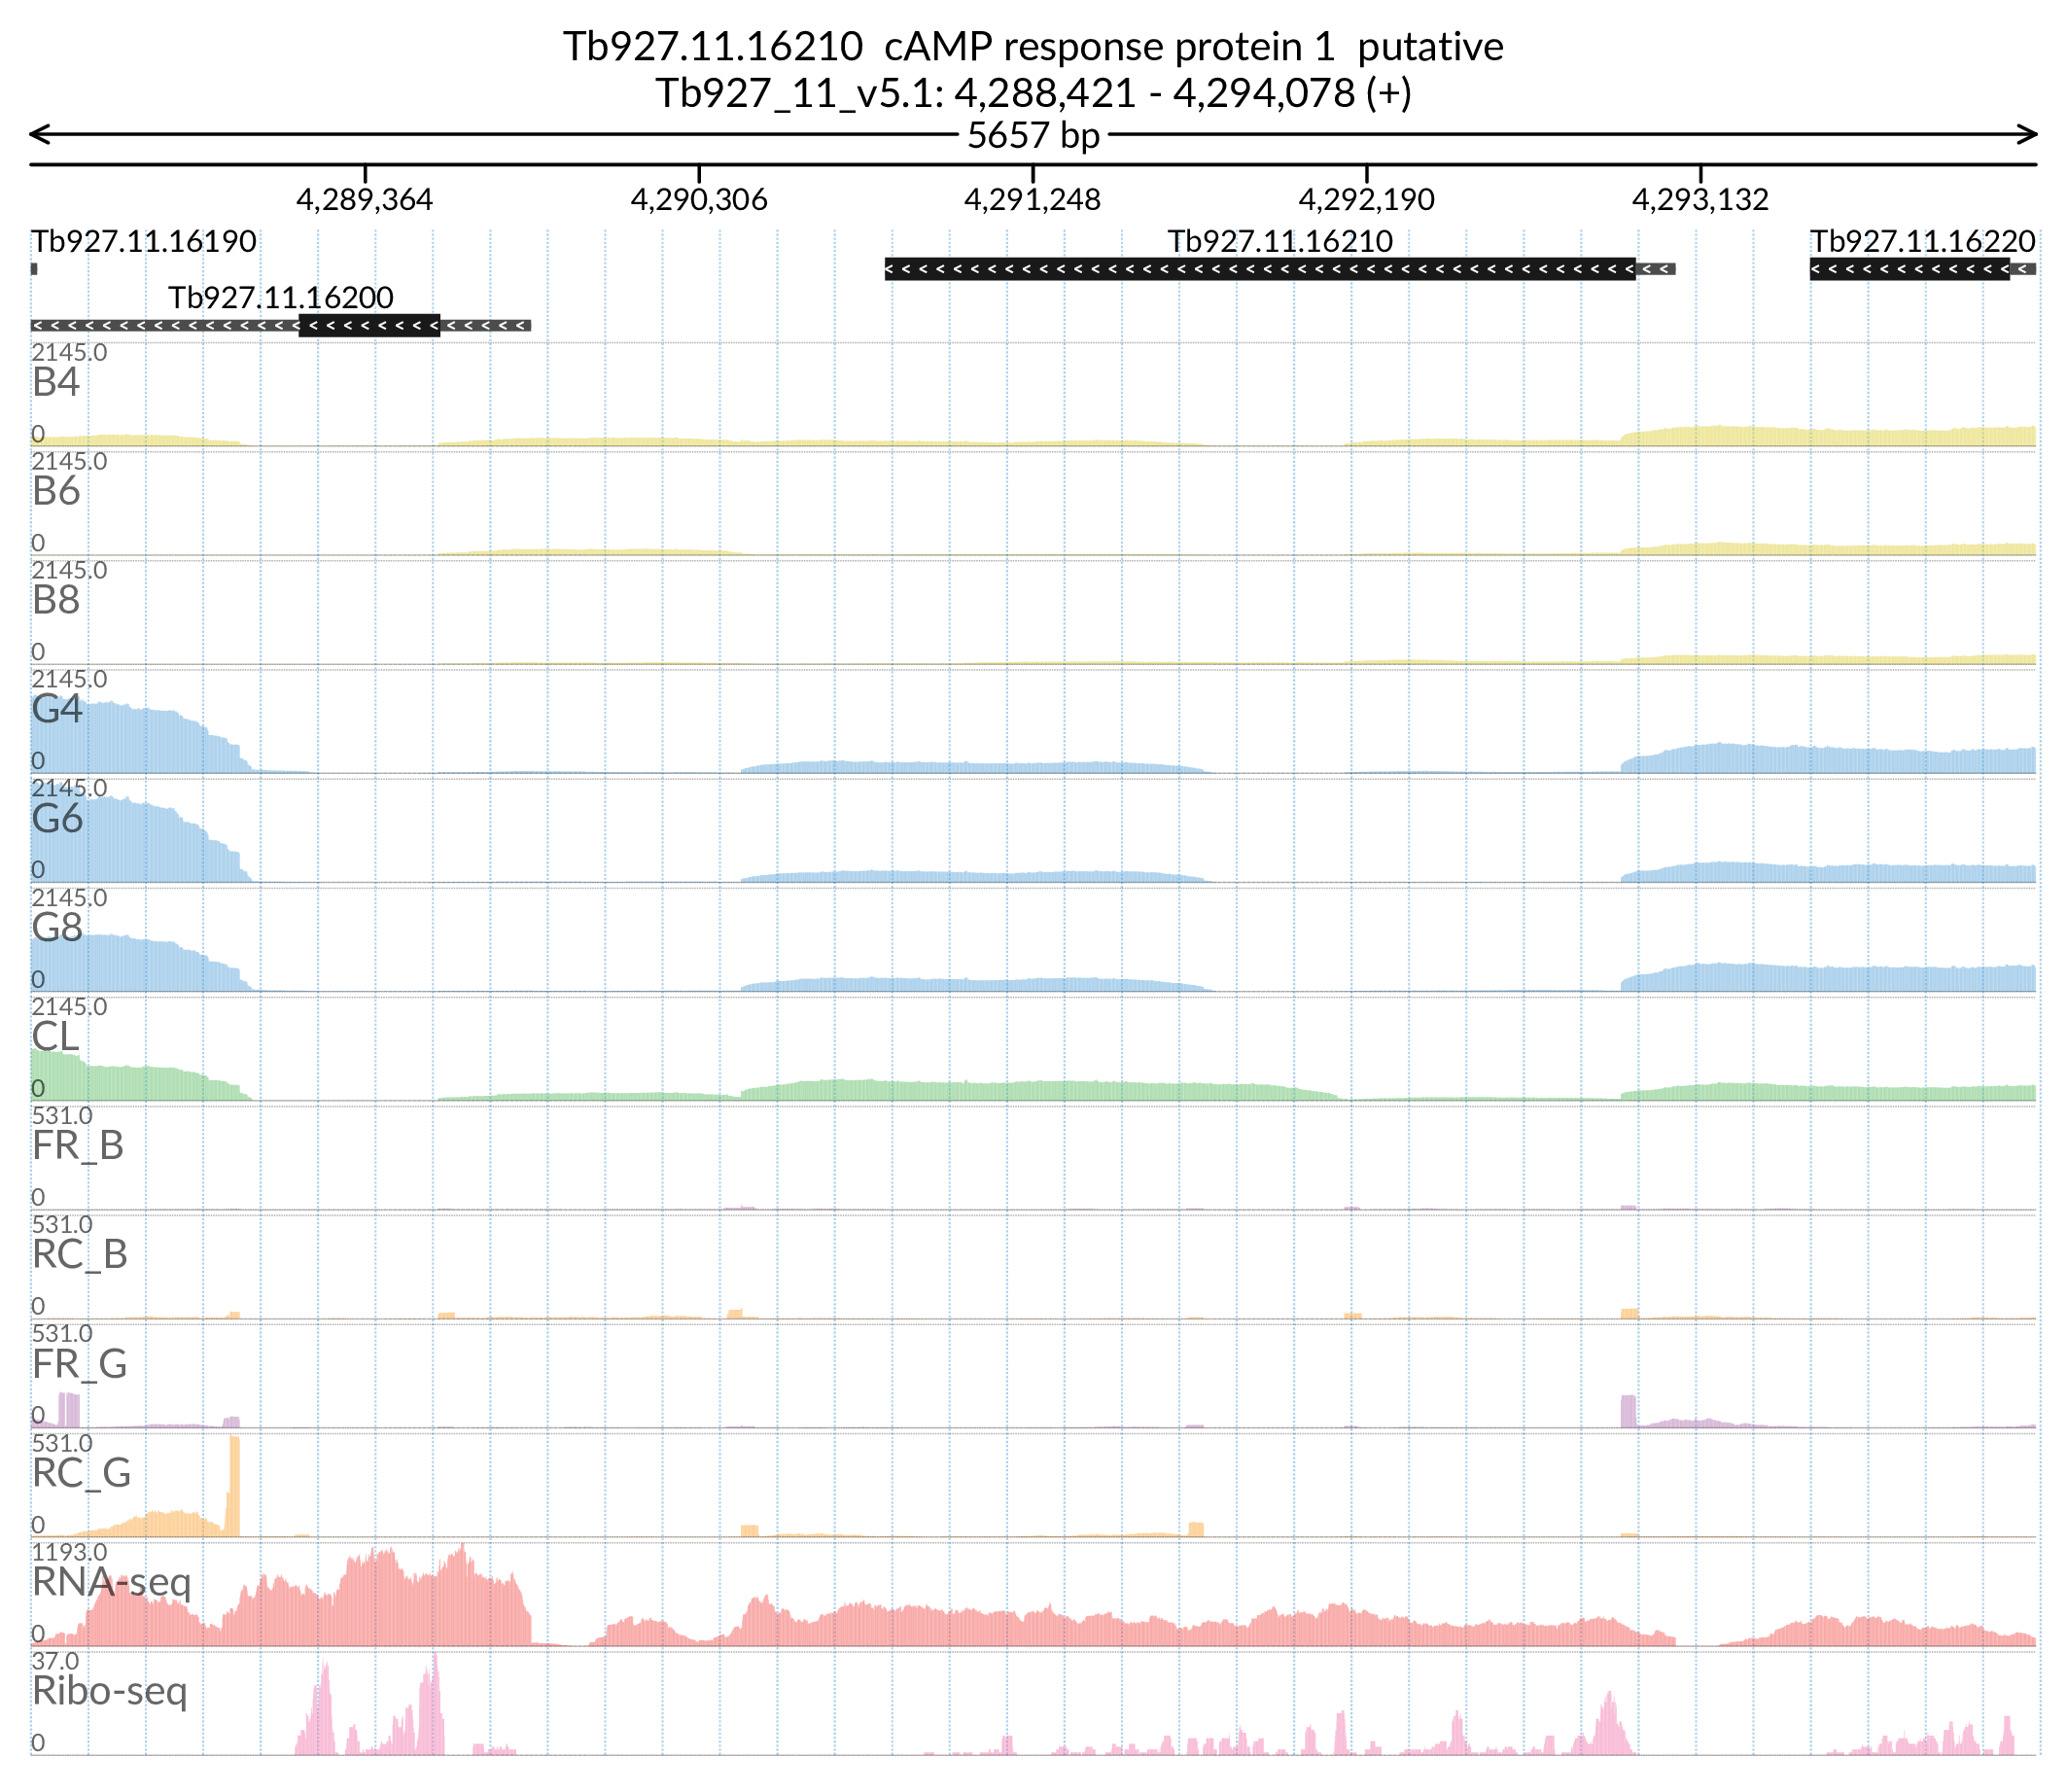 Tb927.11.16210  cAMP response protein 1  putative
Tb927_11_v5.1: 4,288,421 - 4,294,078 (+)
5657 bp
4,289,364 4,290,306 4,291,248 4,292,190 4,293,132
Tb927.11.16190 Tb927.11.16210 Tb927.11.16220
Tb927.11.16200
2145.0
B4
0
2145.0
B6
0
2145.0
B8
0
2145.0
G4
0
2145.0
G6
0
2145.0
G8
0
2145.0
CL
0
531.0
FR_B
0
531.0
RC_B
0
531.0
FR_G
0
531.0
RC_G
0
1193.0
RNA-seq
0
37.0
Ribo-seq
0